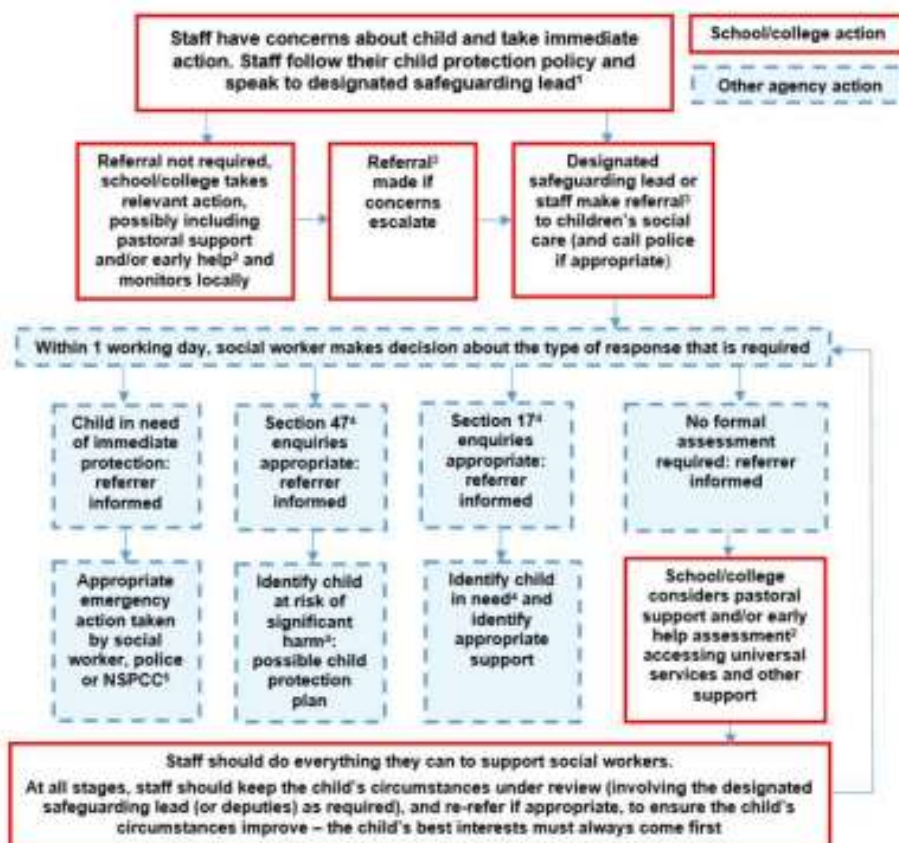 Staff have concerns about child and take immediate
action. Staff follow their child protection policy and
speak to designated safeguarding lead¹
School/college action
Other agency action
Referral not required,
school/college takes
relevant action,
possibly including
pastoral support
and/or early help² and
monitors locally
Referral³
made if
concerns
escalate
Designated
safeguarding lead or
staff make referral³
to children's social
care (and call police
if appropriate)
Within 1 working day, social worker makes decision about the type of response that is required
Child in need
of immediate
protection:
referrer
informed
Section 47⁴
enquiries
appropriate:
referrer
informed
Section 17⁴
enquiries
appropriate:
referrer
informed
No formal
assessment
required: referrer
informed
Appropriate
emergency
action taken
by social
worker, police
or NSPCC⁵
Identify child
at risk of
significant
harm⁴:
possible child
protection
plan
Identify child
in need⁴ and
identify
appropriate
support
School/college
considers pastoral
support and/or early
help assessment²
accessing universal
services and other
support
Staff should do everything they can to support social workers.
At all stages, staff should keep the child's circumstances under review (involving the designated
safeguarding lead (or deputies) as required), and re-refer if appropriate, to ensure the child's
circumstances improve – the child's best interests must always come first